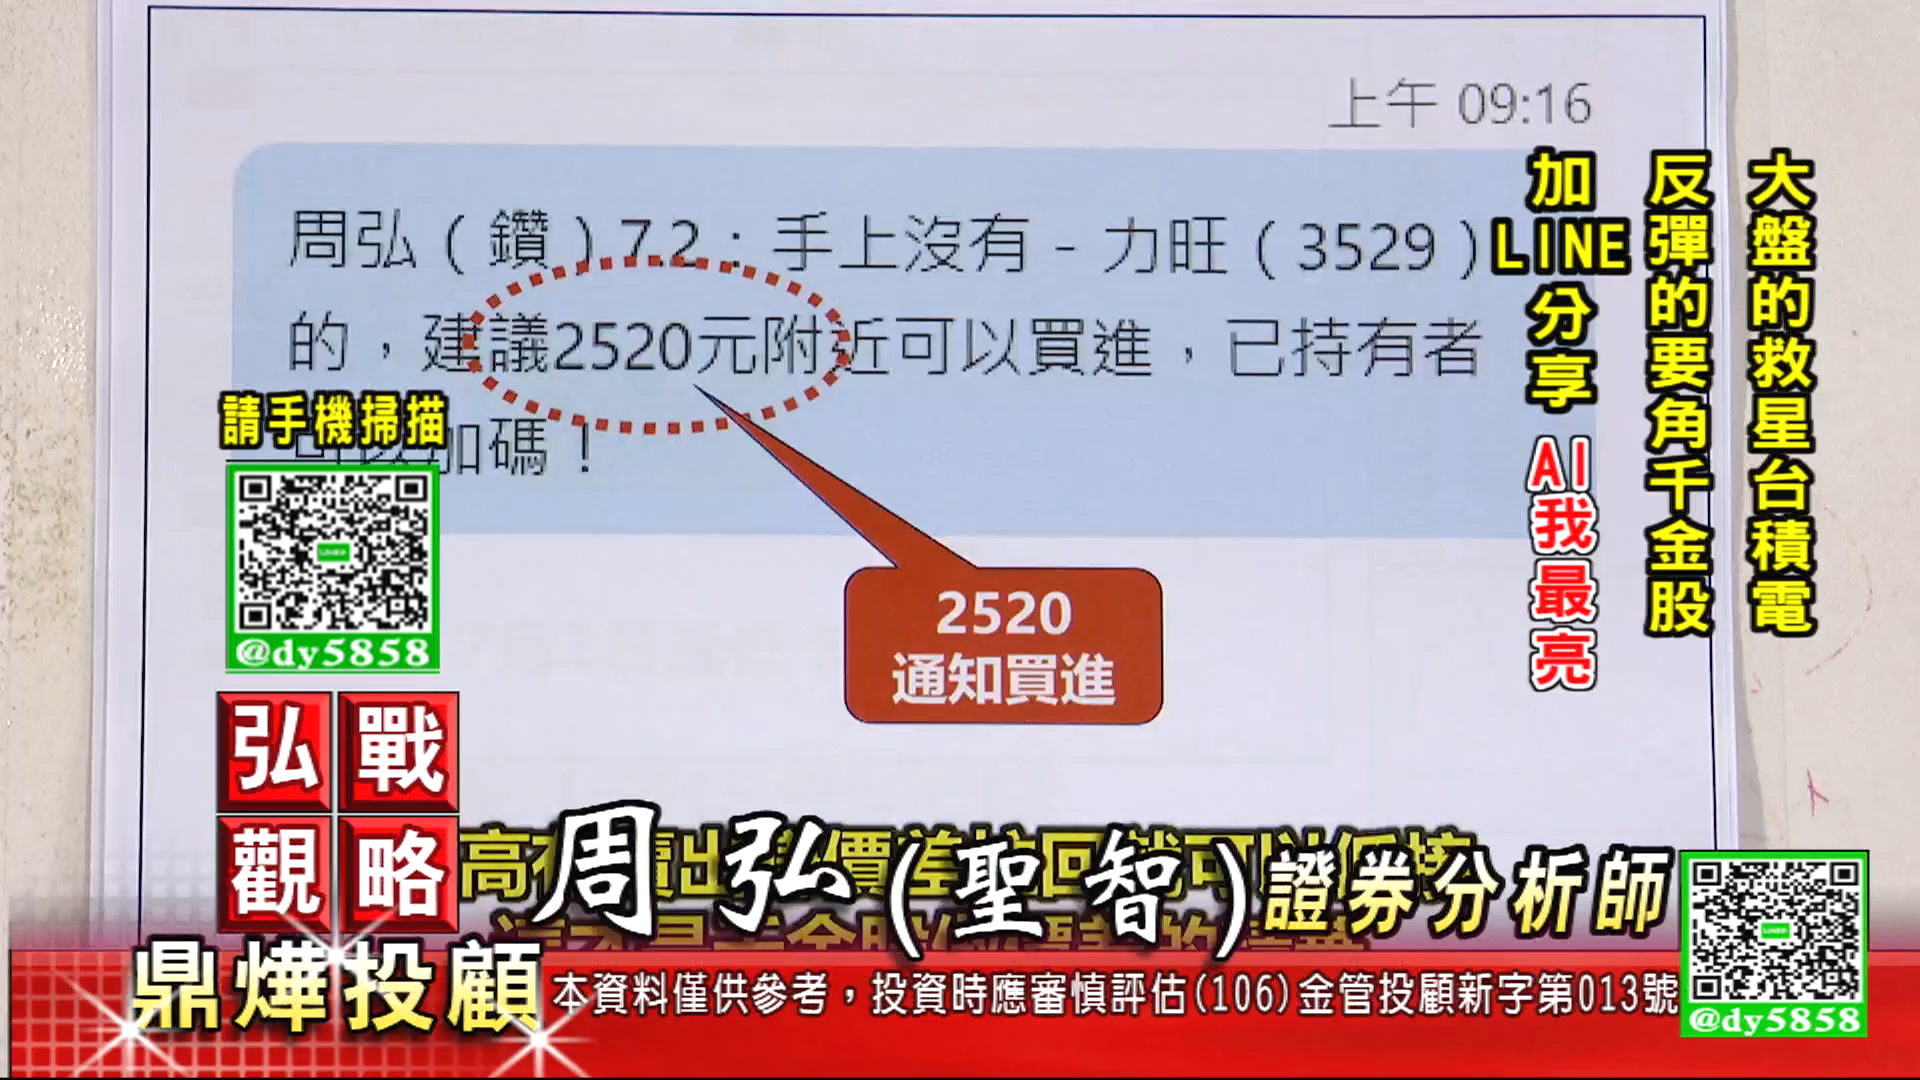 上午 09:16
周弘(鑽)7.2:手上沒有-力旺(3529)
的,建議2520元附近可以買進,已持有者
可以加碼!
2520
通知買進
大盤的救星台積電
反彈的要角千金股
加LINE分享 AI我最亮
請手機掃描
@dy5858
弘戰
觀略
周弘(聖智)證券分析師
鼎燁投顧
本資料僅供參考,投資時應審慎評估(106)金管投顧新字第013號
@dy5858